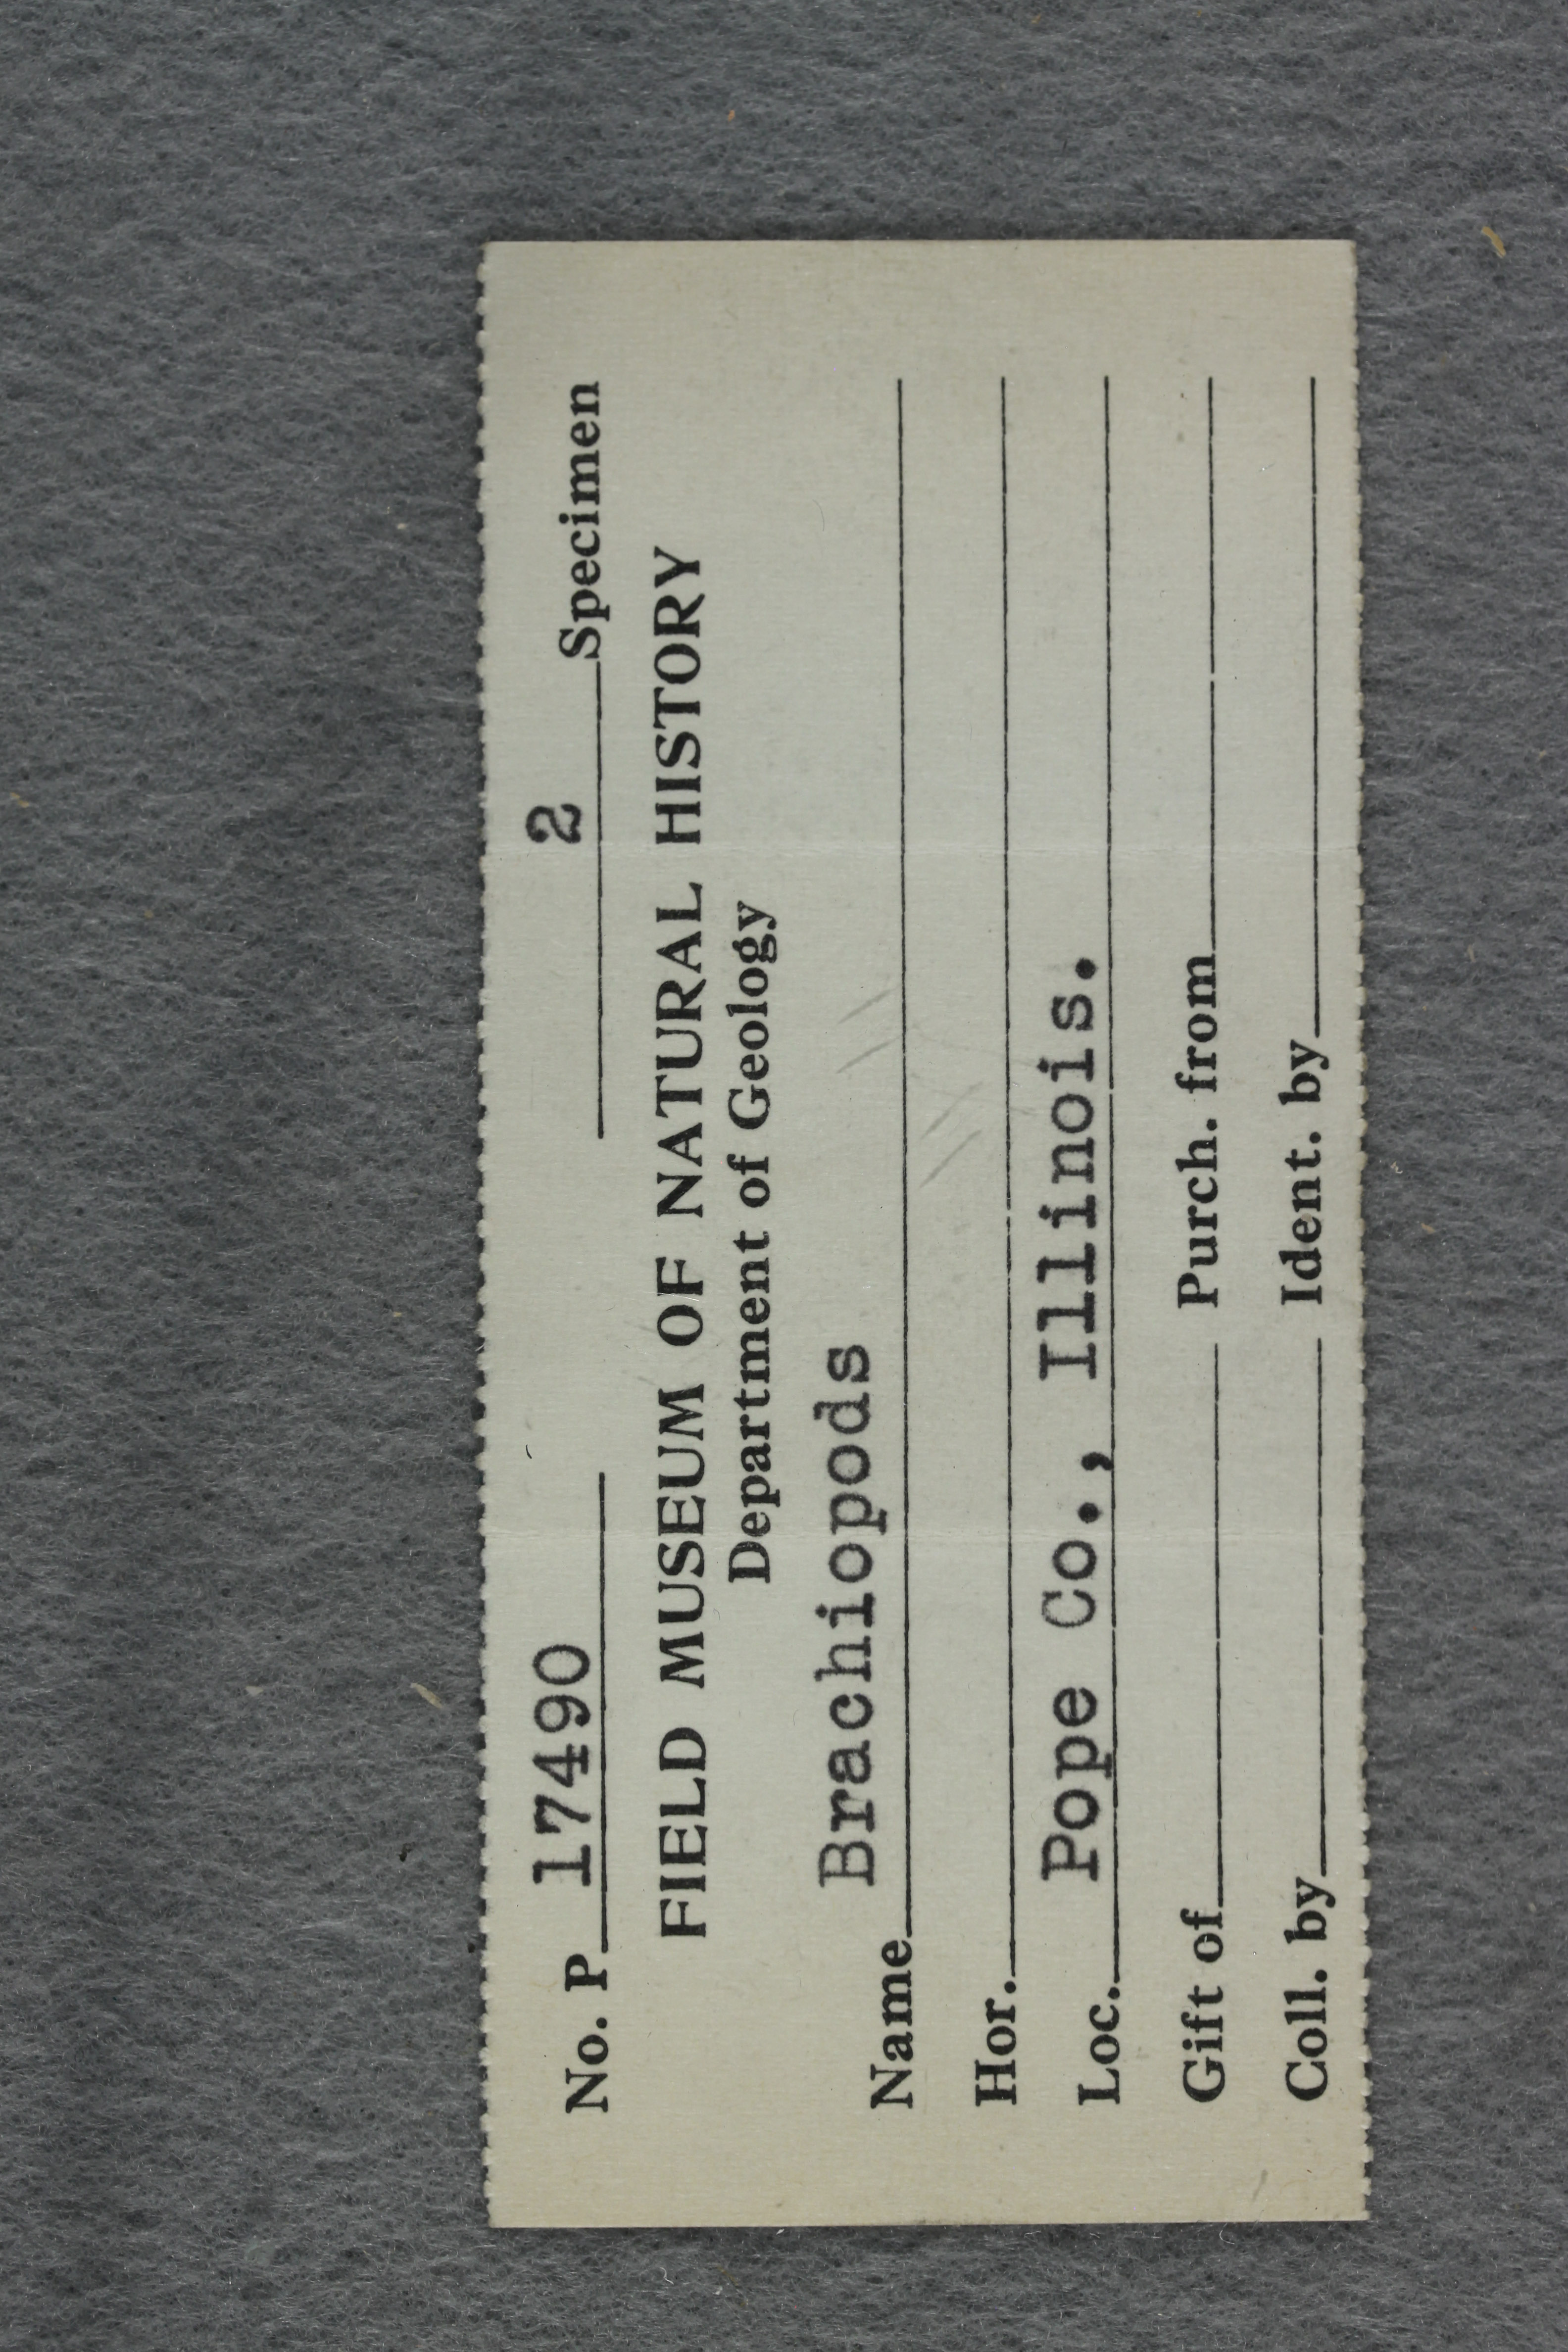 No. P 17490 2 Specimen
FIELD MUSEUM OF NATURAL HISTORY
Department of Geology
Name Brachiopods
Hor.
Loc. Pope Co., Illinois.
Gift of Purch. from
Coll. by Ident. by